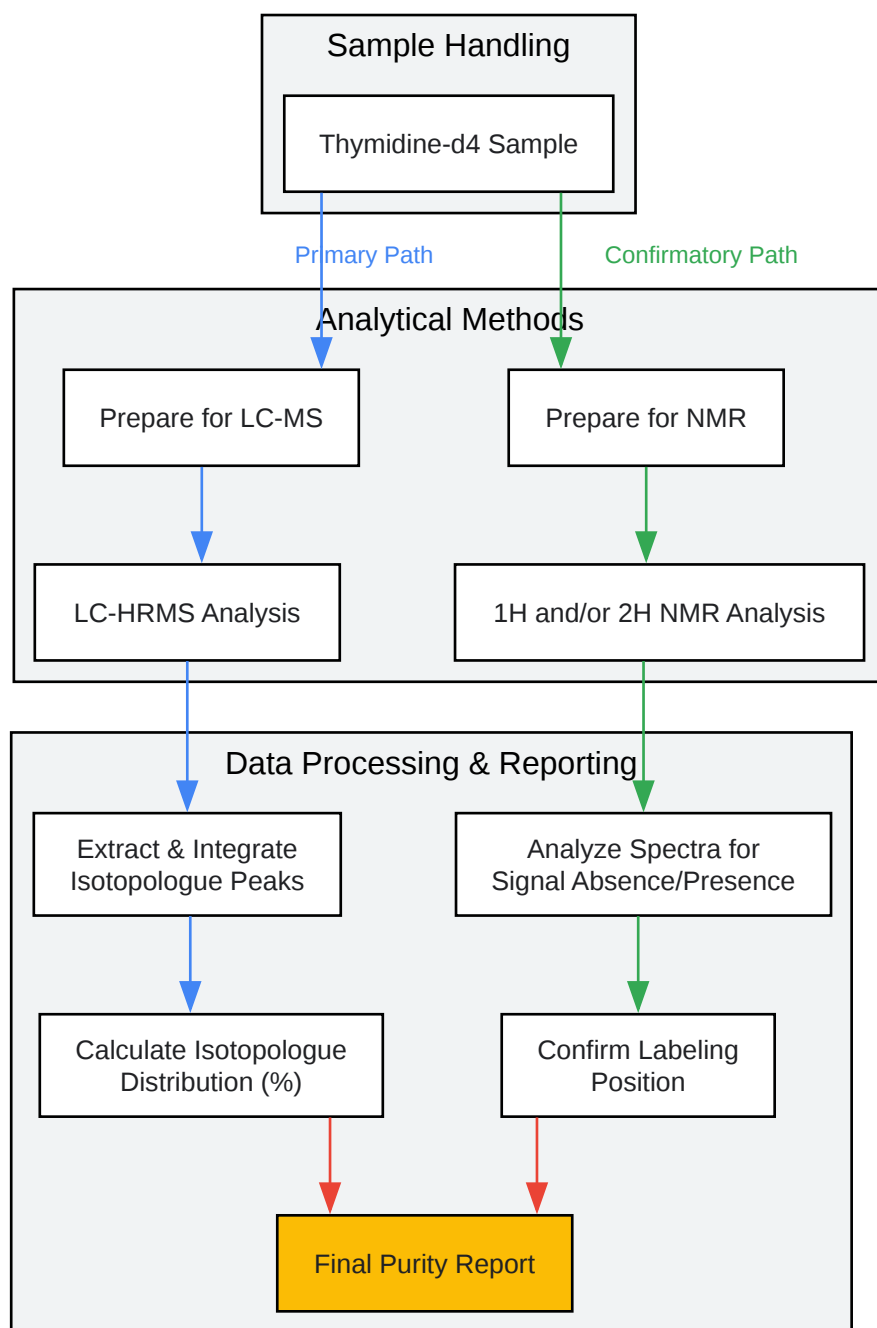 Sample Handling
Thymidine-d4 Sample
Primary Path
Confirmatory Path
Analytical Methods
Prepare for LC-MS
Prepare for NMR
LC-HRMS Analysis
1H and/or 2H NMR Analysis
Data Processing & Reporting
Extract & Integrate
Isotopologue Peaks
Analyze Spectra for
Signal Absence/Presence
Calculate Isotopologue
Distribution (%)
Confirm Labeling
Position
Final Purity Report